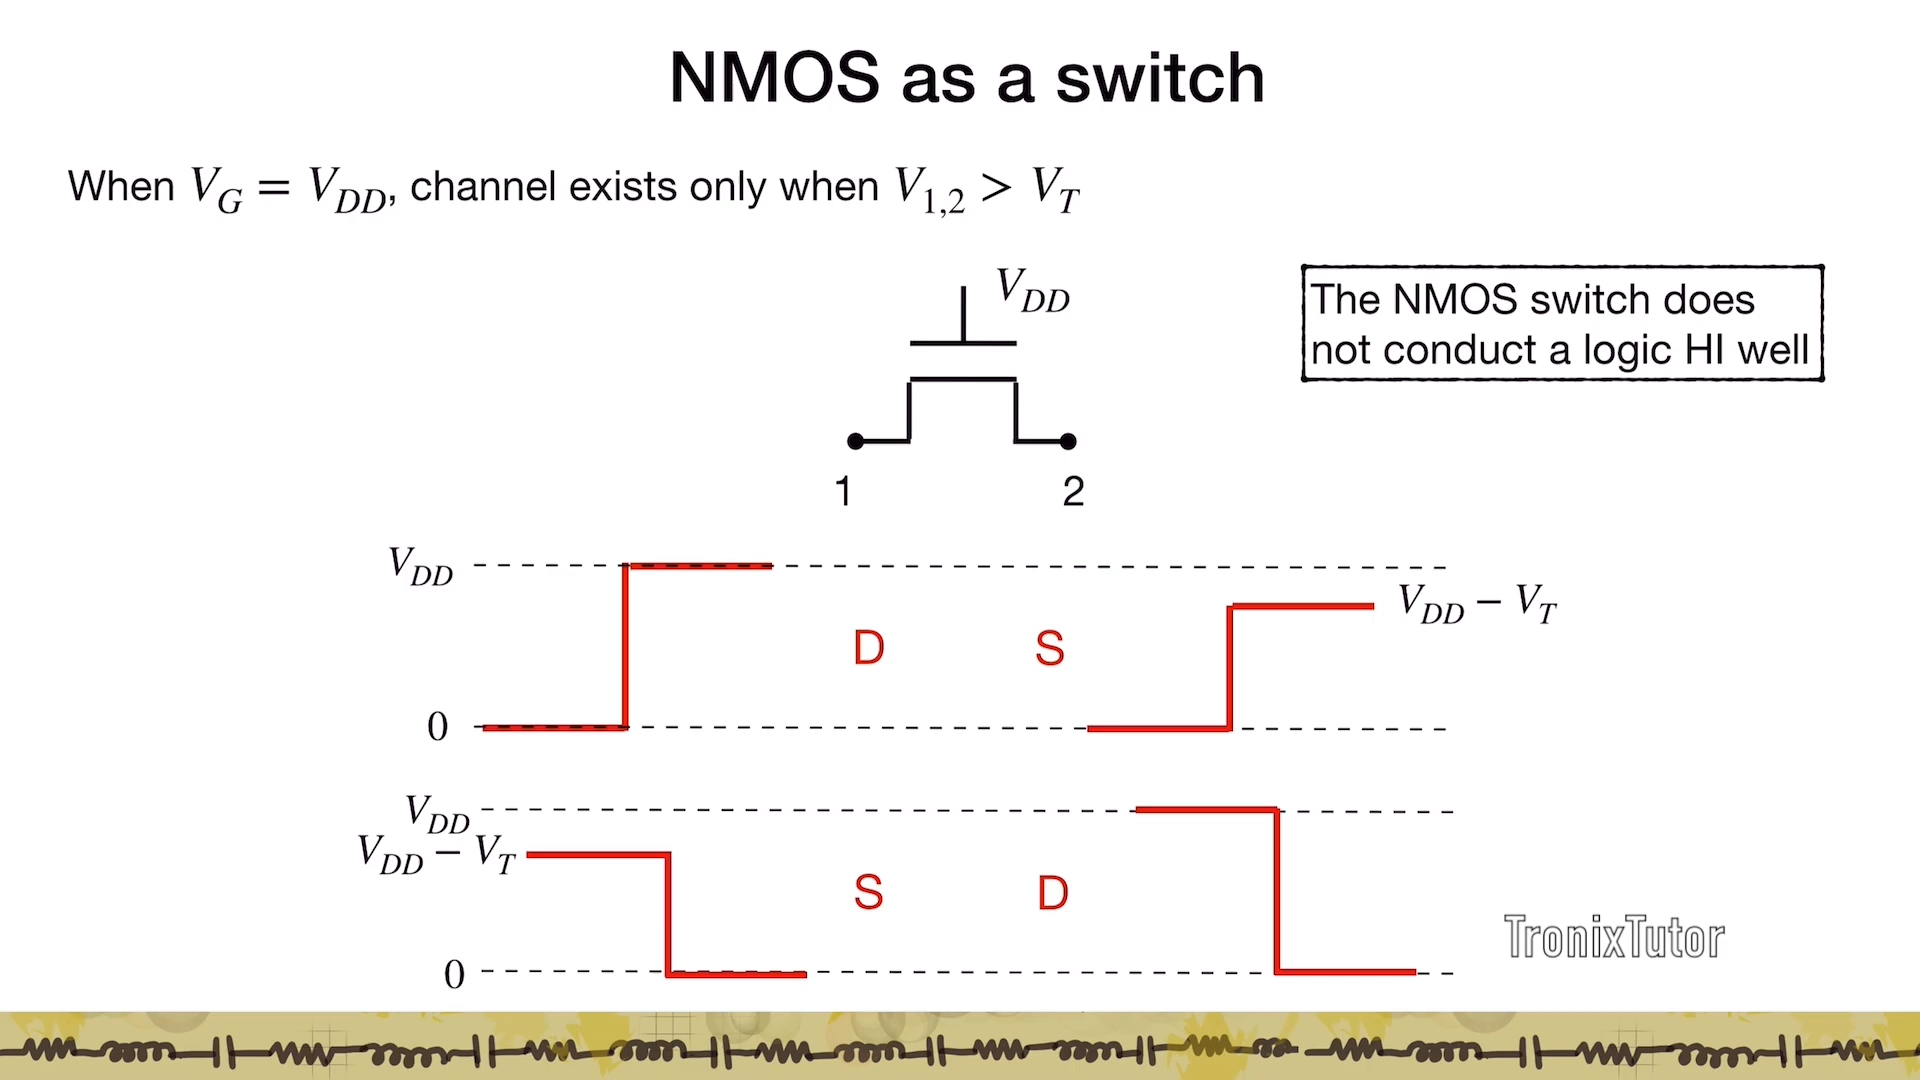 NMOS as a switch
When V_G = V_DD, channel exists only when V_1,2 > V_T
V_DD
The NMOS switch does
not conduct a logic HI well
1 2
V_DD
V_DD − V_T
D S
0
V_DD
V_DD − V_T
S D
TronixTutor
0